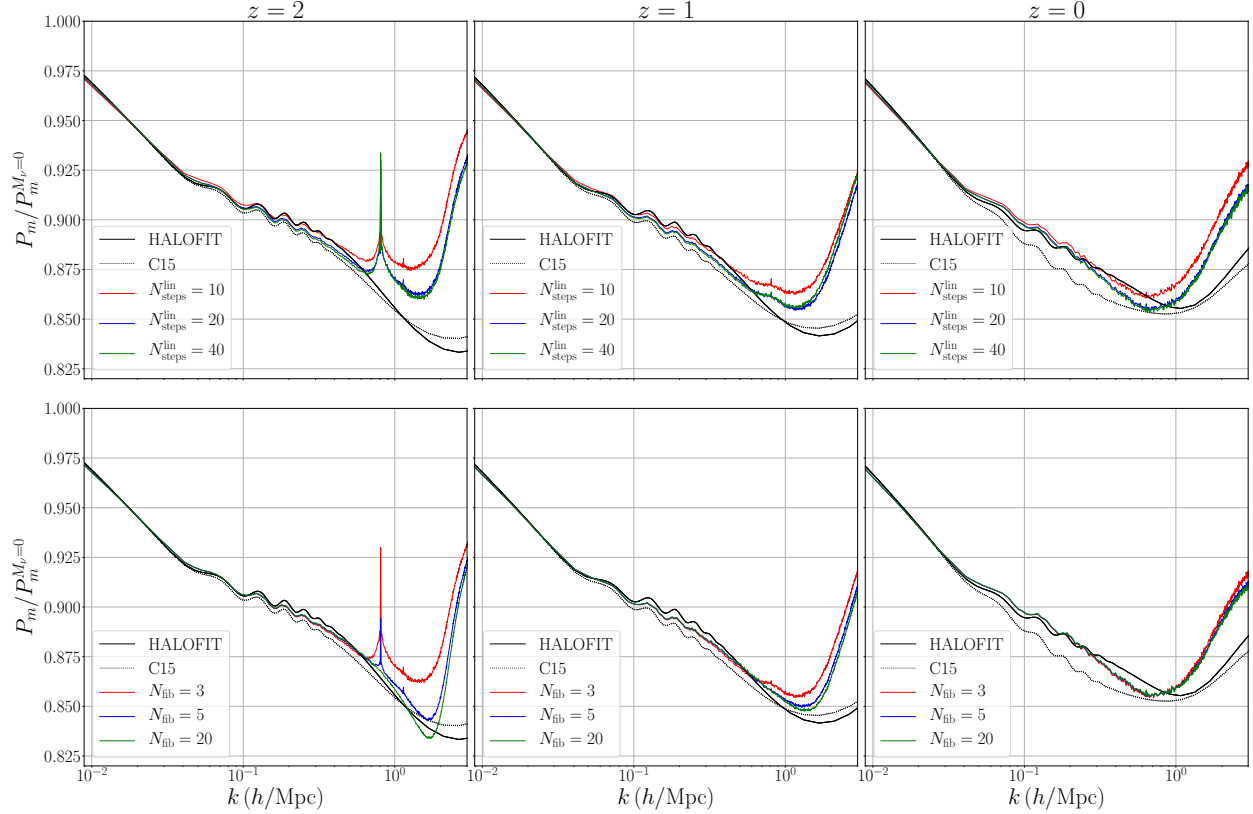 z = 2
z = 1
z = 0
1.000
0.975
0.950
0.925
0.900
0.875
0.850
0.825
P_m/P_m^{M_ν=0}
HALOFIT
C15
N_steps^lin = 10
N_steps^lin = 20
N_steps^lin = 40
HALOFIT
C15
N_steps^lin = 10
N_steps^lin = 20
N_steps^lin = 40
HALOFIT
C15
N_steps^lin = 10
N_steps^lin = 20
N_steps^lin = 40
1.000
0.975
0.950
0.925
0.900
0.875
0.850
0.825
P_m/P_m^{M_ν=0}
HALOFIT
C15
N_fib = 3
N_fib = 5
N_fib = 20
HALOFIT
C15
N_fib = 3
N_fib = 5
N_fib = 20
HALOFIT
C15
N_fib = 3
N_fib = 5
N_fib = 20
10^−2 10^−1 10^0
10^−2 10^−1 10^0
10^−2 10^−1 10^0
k (h/Mpc)
k (h/Mpc)
k (h/Mpc)